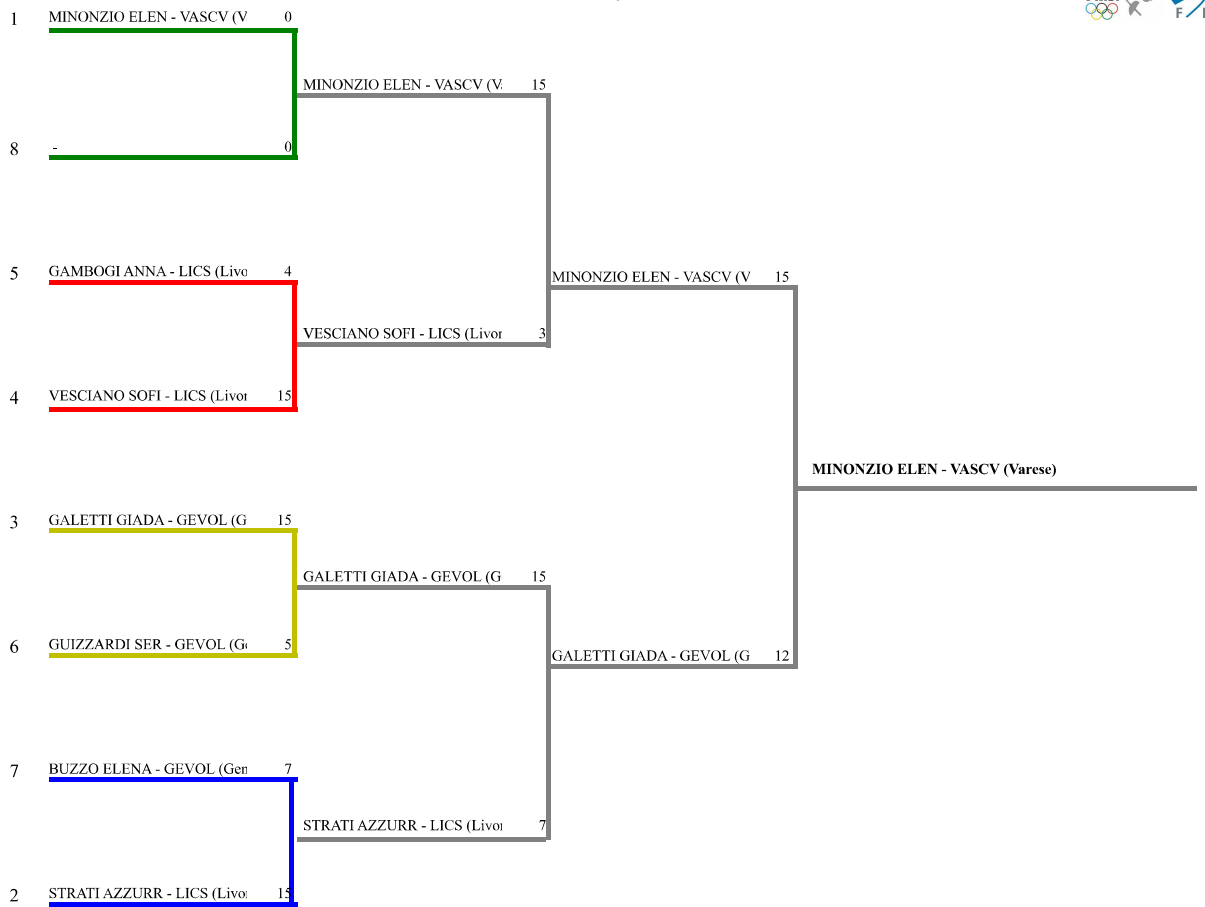 1 MINONZIO ELEN - VASCV (V 0
MINONZIO ELEN - VASCV (V 15
8 - 0
5 GAMBOGI ANNA - LICS (Livo 4
MINONZIO ELEN - VASCV (V 15
VESCIANO SOFI - LICS (Livor 3
4 VESCIANO SOFI - LICS (Livor 15
MINONZIO ELEN - VASCV (Varese)
3 GALETTI GIADA - GEVOL (G 15
GALETTI GIADA - GEVOL (G 15
6 GUIZZARDI SER - GEVOL (Ge 5
GALETTI GIADA - GEVOL (G 12
7 BUZZO ELENA - GEVOL (Gen 7
STRATI AZZURR - LICS (Livor 7
2 STRATI AZZURR - LICS (Livor 15
F I